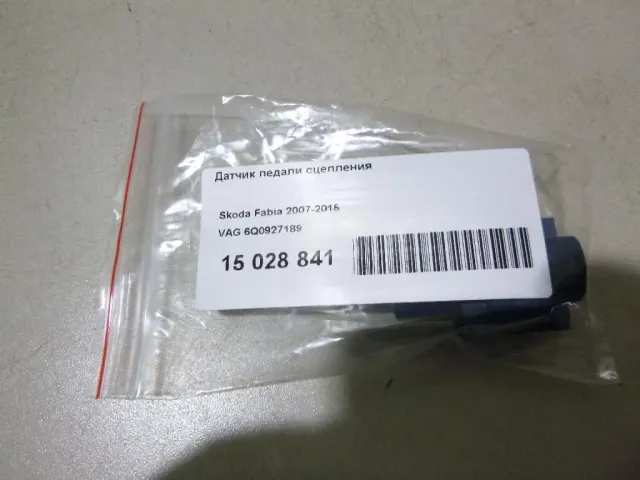 Датчик педали сцепления
Skoda Fabia 2007-2015
VAG 6Q0927189
15 028 841